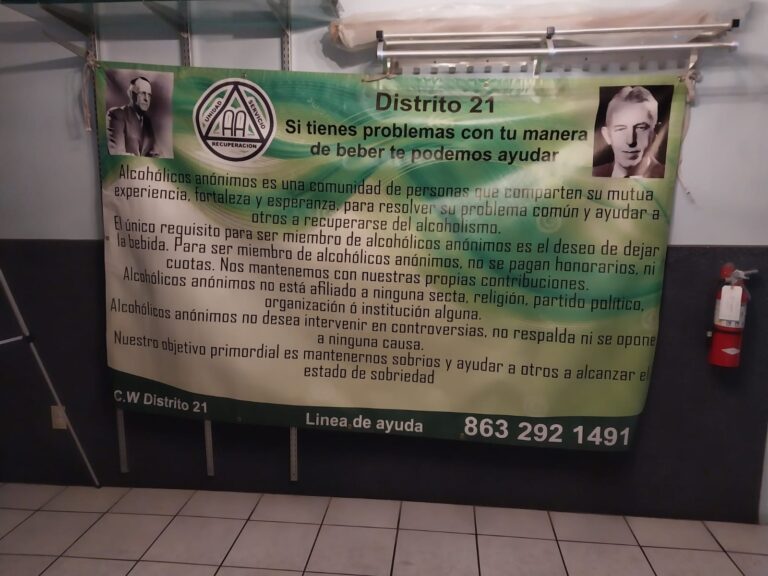 Distrito 21
Si tienes problemas con tu manera
de beber te podemos ayudar
UNIDAD
SERVICIO
AA
RECUPERACION
Alcohólicos anónimos es una comunidad de personas que comparten su mutua
experiencia, fortaleza y esperanza, para resolver su problema común y ayudar a
otros a recuperarse del alcoholismo.
El único requisito para ser miembro de alcohólicos anónimos es el deseo de dejar
la bebida. Para ser miembro de alcohólicos anónimos, no se pagan honorarios, ni
cuotas. Nos mantenemos con nuestras propias contribuciones.
Alcohólicos anónimos no está afiliado a ninguna secta, religión, partido político,
organización ó institución alguna.
Alcohólicos anónimos no desea intervenir en controversias, no respalda ni se opone
a ninguna causa.
Nuestro objetivo primordial es mantenernos sobrios y ayudar a otros a alcanzar el
estado de sobriedad
C.W Distrito 21
Linea de ayuda
863 292 1491